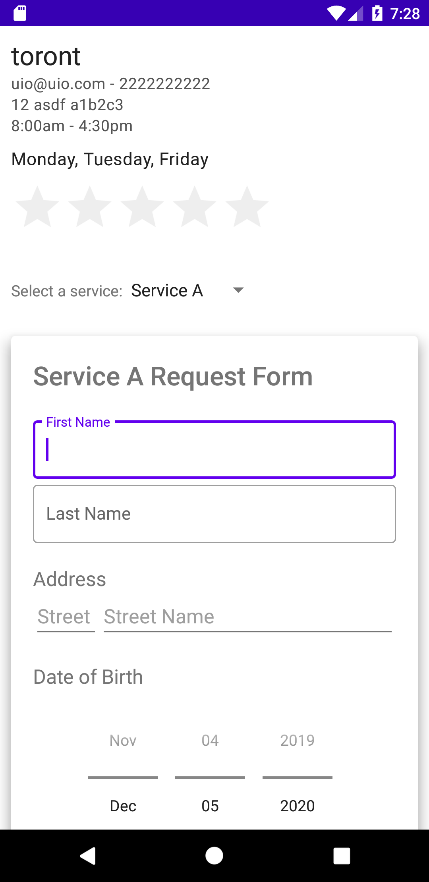 7:28
toront
uio@uio.com - 2222222222
12 asdf a1b2c3
8:00am - 4:30pm
Monday, Tuesday, Friday
Select a service: Service A
Service A Request Form
First Name
Last Name
Address
Street Street Name
Date of Birth
Nov 04 2019
Dec 05 2020